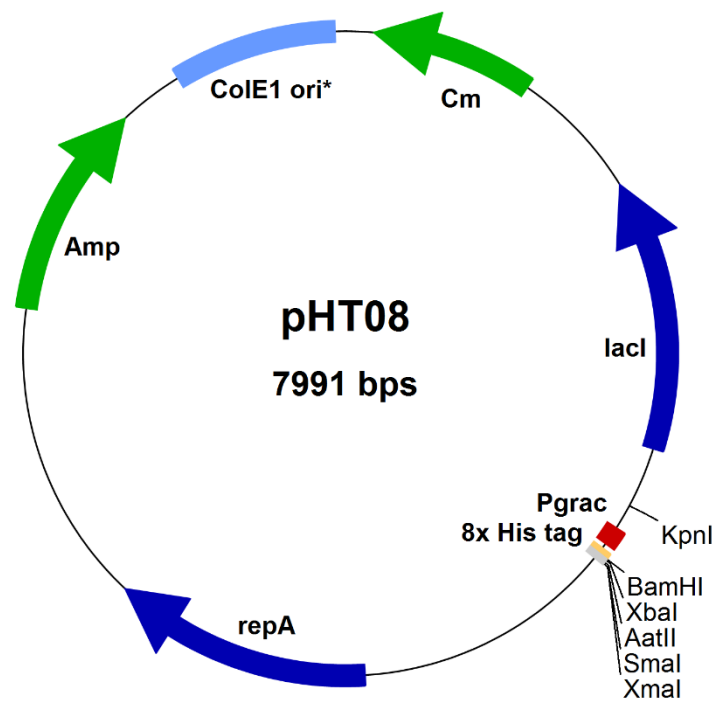 ColE1 ori*
Cm
Amp
pHT08
7991 bps
lacI
Pgrac
8x His tag
KpnI
BamHI
XbaI
AatII
SmaI
XmaI
repA